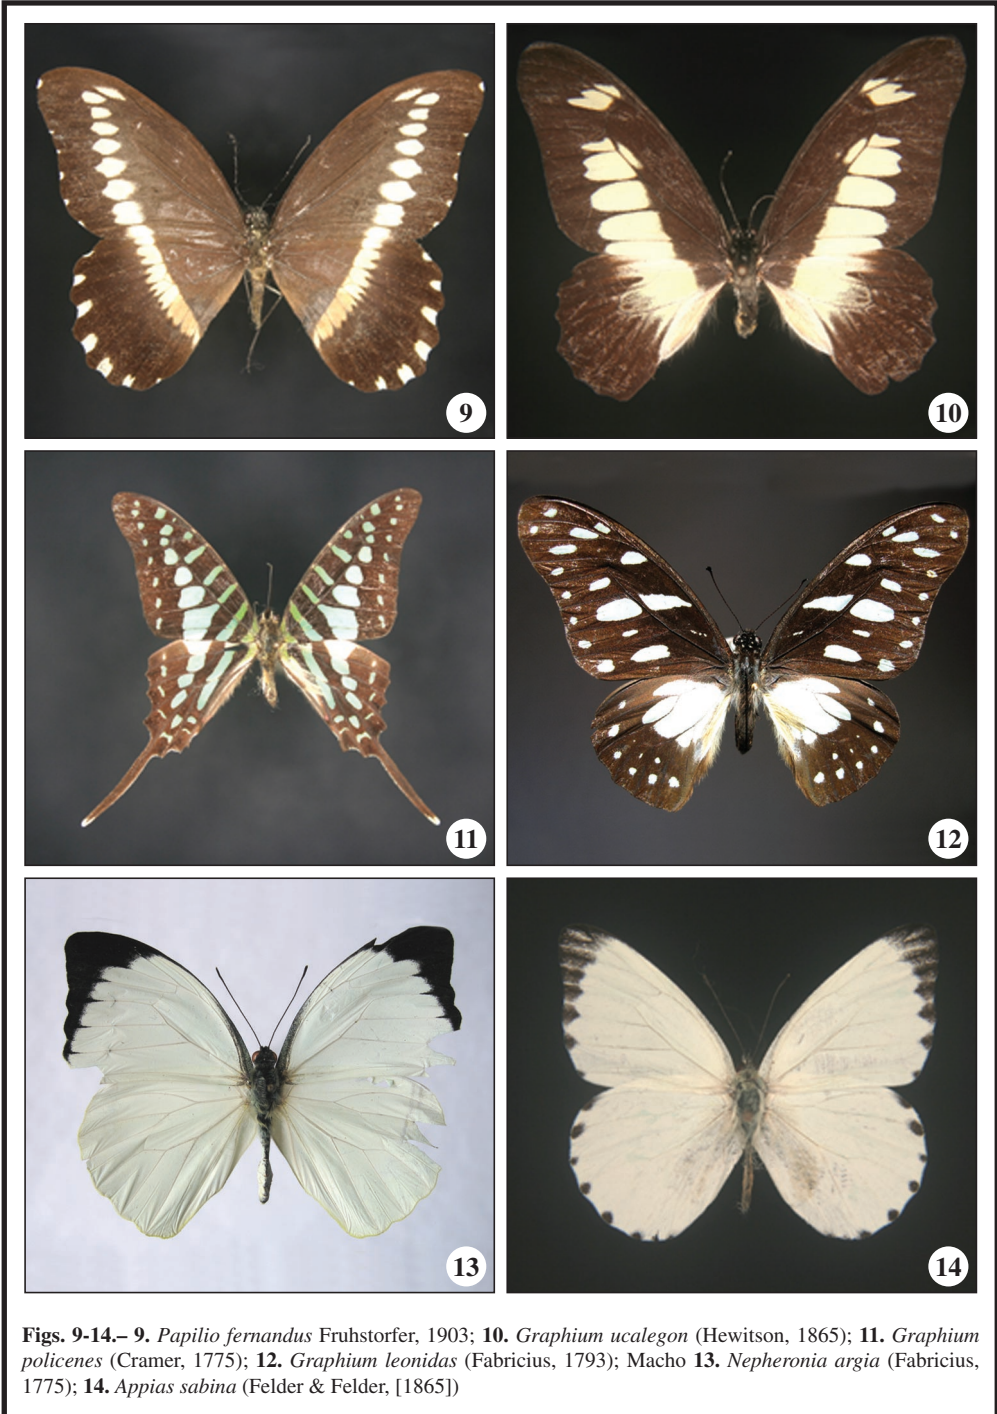 9
10
11
12
13
14
Figs. 9-14.– 9. Papilio fernandus Fruhstorfer, 1903; 10. Graphium ucalegon (Hewitson, 1865); 11. Graphium
policenes (Cramer, 1775); 12. Graphium leonidas (Fabricius, 1793); Macho 13. Nepheronia argia (Fabricius,
1775); 14. Appias sabina (Felder & Felder, [1865])